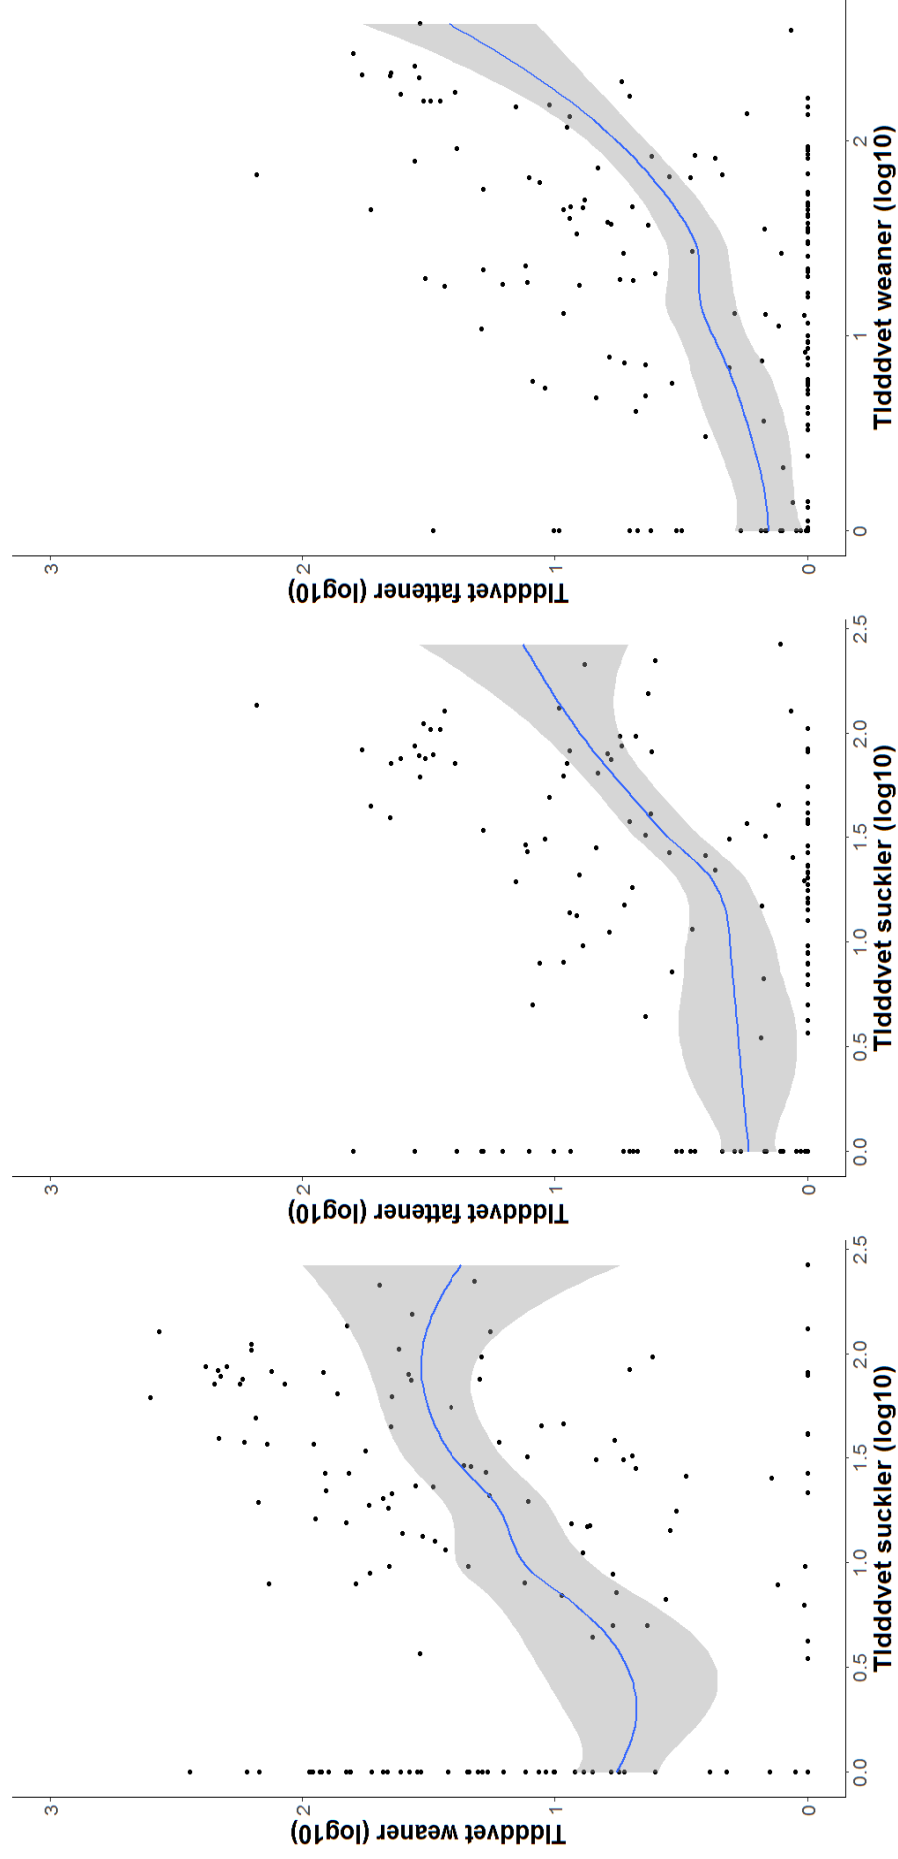 TIdddvet weaner (log10)
3
2
1
0
0.0 0.5 1.0 1.5 2.0 2.5
TIdddvet suckler (log10)
TIdddvet fattener (log10)
3
2
1
0
0.0 0.5 1.0 1.5 2.0 2.5
TIdddvet suckler (log10)
TIdddvet fattener (log10)
3
2
1
0
0 1 2
TIdddvet weaner (log10)